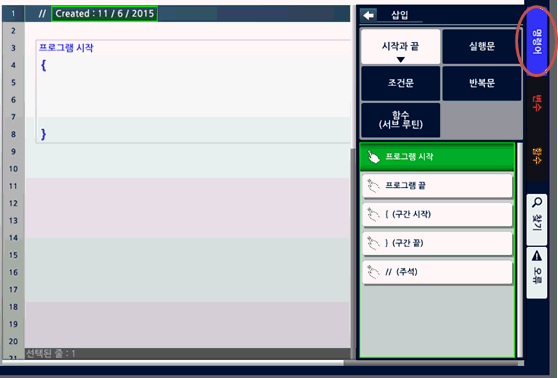 1 // Created : 11 / 6 / 2015
2
3 프로그램 시작
4 {
5
6
7
8 }
9
10
11
12
13
14
15
16
17
18
19
20
21
선택된 줄 : 1
삽입
시작과 끝
실행문
조건문
반복문
함수
(서브 루틴)
프로그램 시작
프로그램 끝
{ (구간 시작)
} (구간 끝)
// (주석)
명령어
변수
함수
찾기
오류